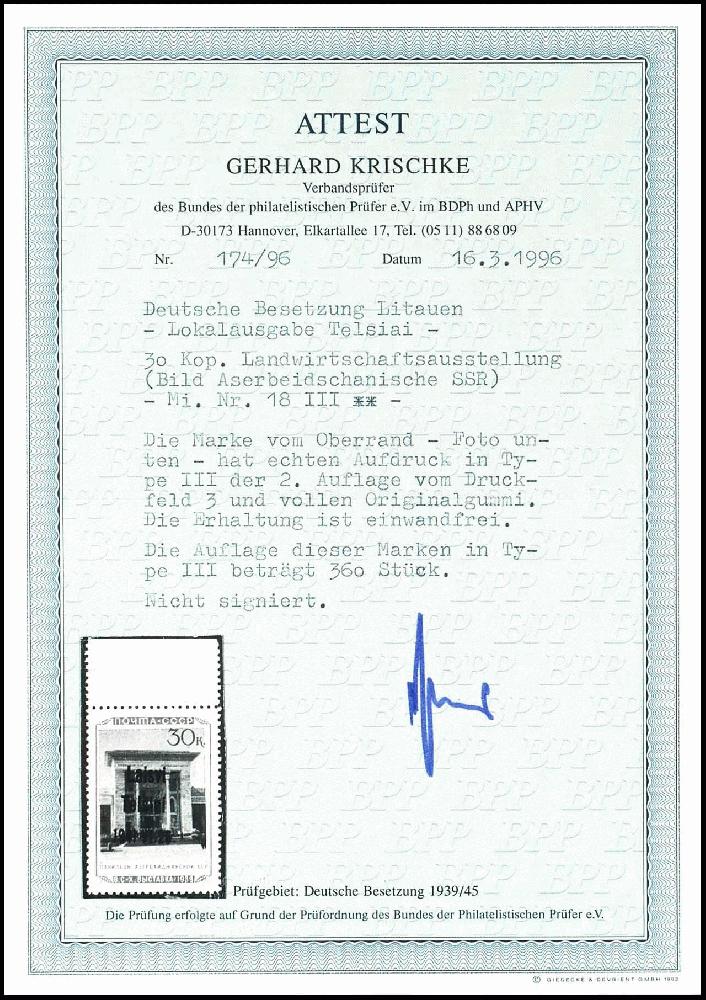 ATTEST
GERHARD KRISCHKE
Verbandsprüfer
des Bundes der philatelistischen Prüfer e.V. im BDPh und APHV
D-30173 Hannover, Elkartallee 17, Tel. (05 11) 88 68 09
Nr. 174/96 Datum 16.3.1996
Deutsche Besetzung Litauen
- Lokalausgabe Telsiai -
30 Kop. Landwirtschaftsausstellung
(Bild Aserbeidschanische SSR)
- Mi. Nr. 18 III ** -
Die Marke vom Oberrand - Foto un-
ten - hat echten Aufdruck in Ty-
pe III der 2. Auflage vom Druck-
feld 3 und vollen Originalgummi.
Die Erhaltung ist einwandfrei.
Die Auflage dieser Marken in Ty-
pe III beträgt 360 Stück.
Nicht signiert.
ПОЧТА·СССР
30к.
Laisvi
Prüfgebiet: Deutsche Besetzung 1939/45
Die Prüfung erfolgte auf Grund der Prüfordnung des Bundes der Philatelistischen Prüfer e.V.
GIESECKE & DEVRIENT GMBH